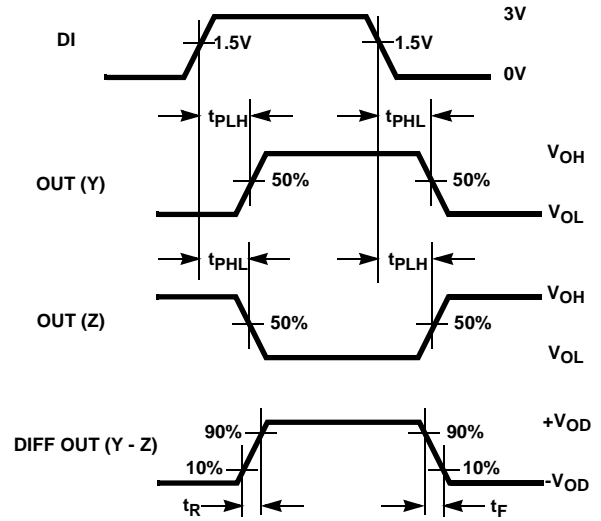 3V
DI
1.5V
1.5V
0V
tPLH
tPHL
VOH
OUT (Y)
50%
50%
VOL
tPHL
tPLH
VOH
OUT (Z)
50%
50%
VOL
+VOD
DIFF OUT (Y - Z)
90%
90%
10%
10%
-VOD
tR
tF